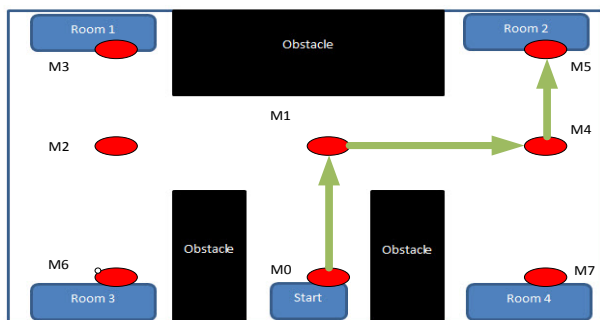 Room 1
Room 2
Obstacle
M3
M5
M1
M2
M4
Obstacle
Obstacle
M6
M0
M7
Room 3
Start
Room 4